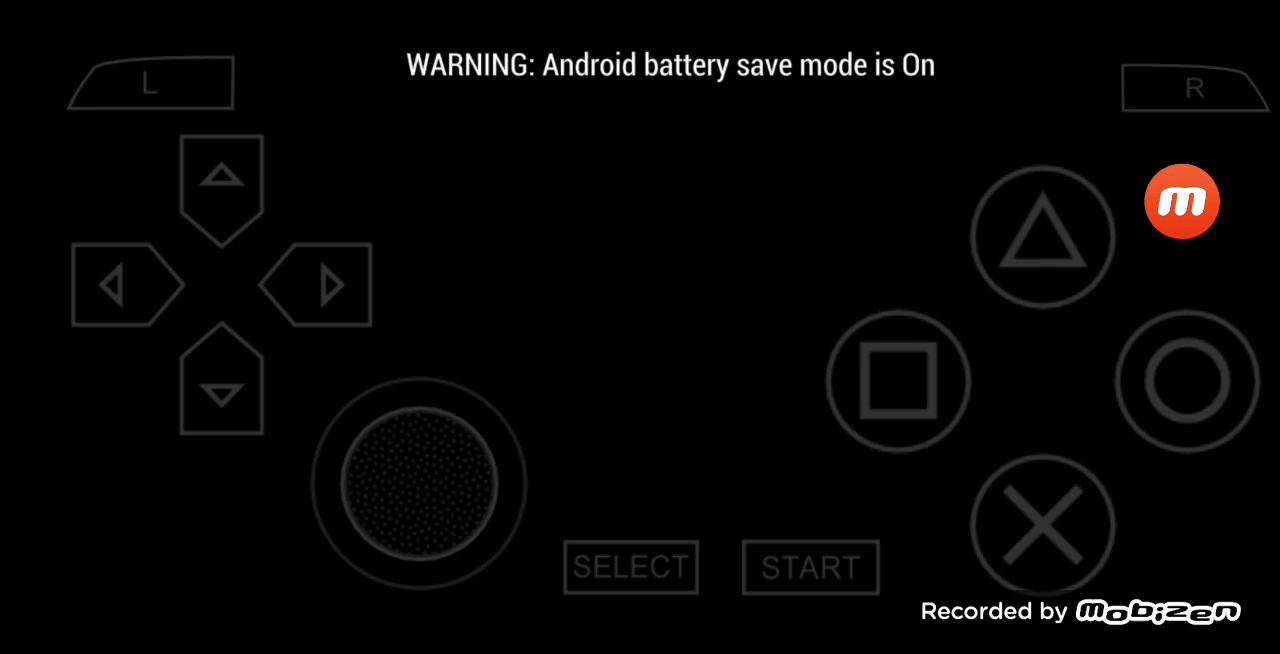 WARNING: Android battery save mode is On
L
R
m
SELECT
START
Recorded by mobizen